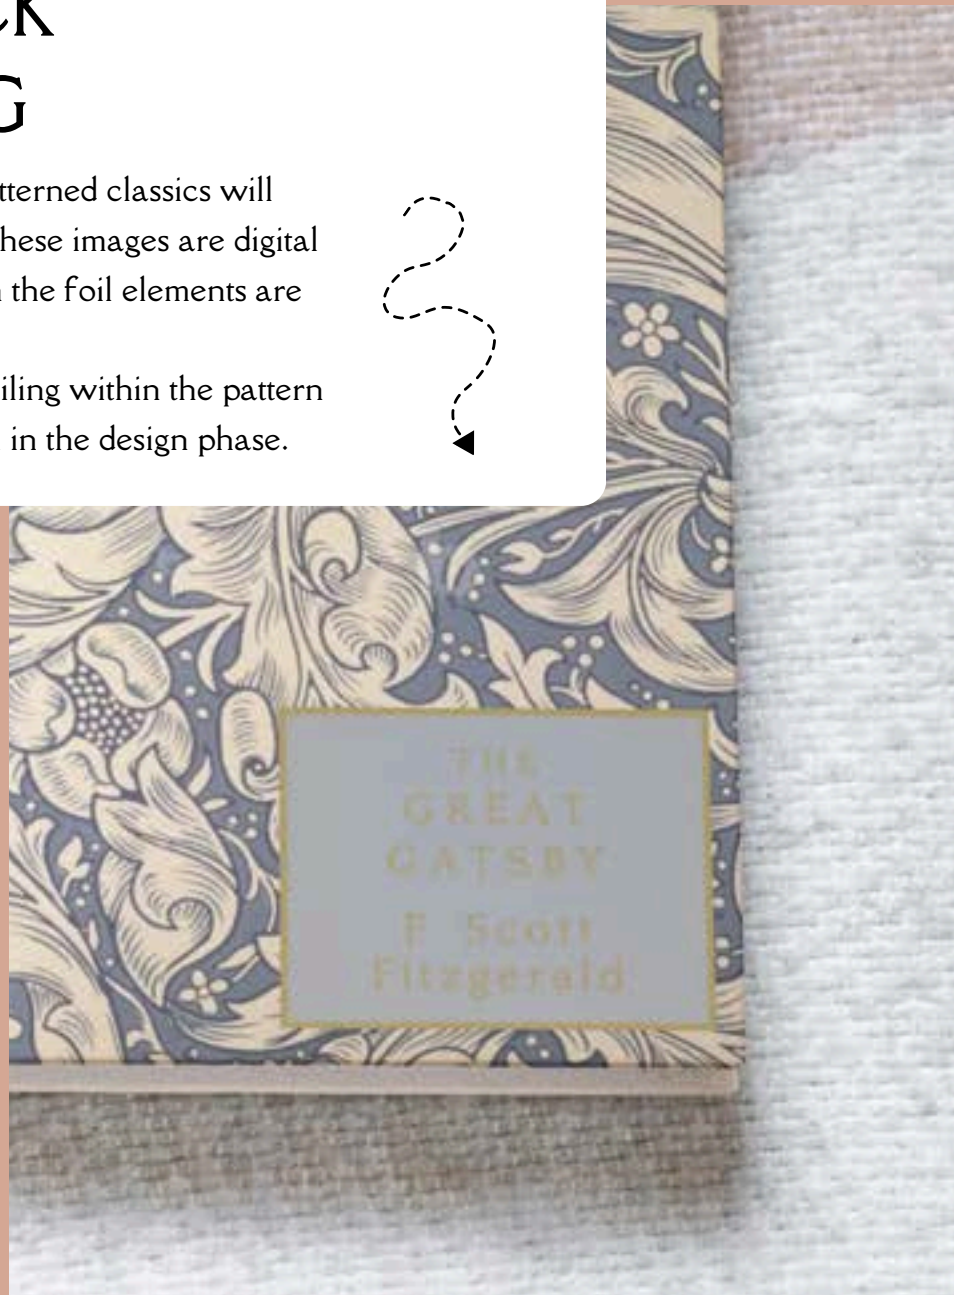 CK
G
tterned classics will
hese images are digital
the foil elements are
iling within the pattern
in the design phase.
THE
GREAT
GATSBY
F Scott
Fitzgerald